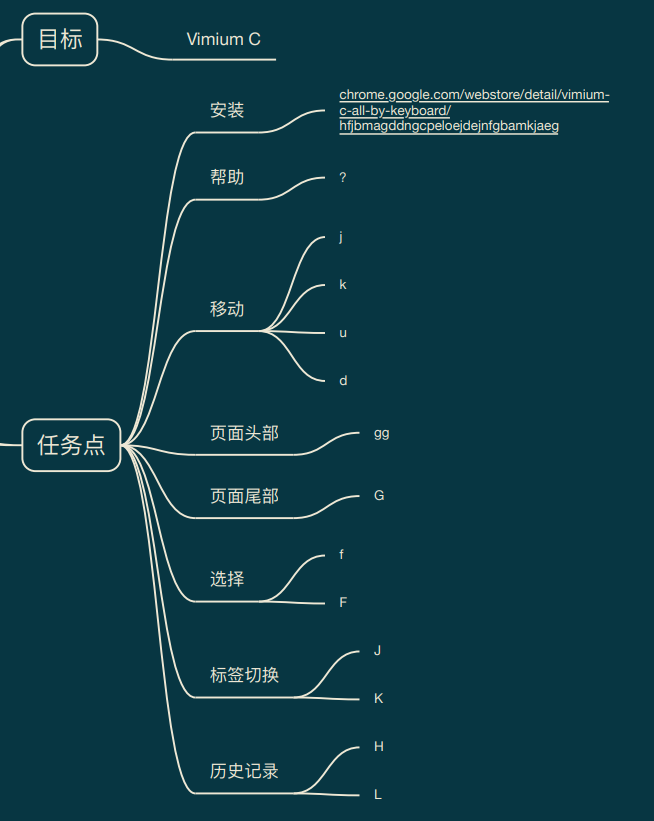 目标
Vimium C
安装
chrome.google.com/webstore/detail/vimium-
c-all-by-keyboard/
hfjbmagddngcpeloejdejnfgbamkjaeg
帮助
?
移动
j
k
u
d
任务点
页面头部
gg
页面尾部
G
选择
f
F
标签切换
J
K
历史记录
H
L